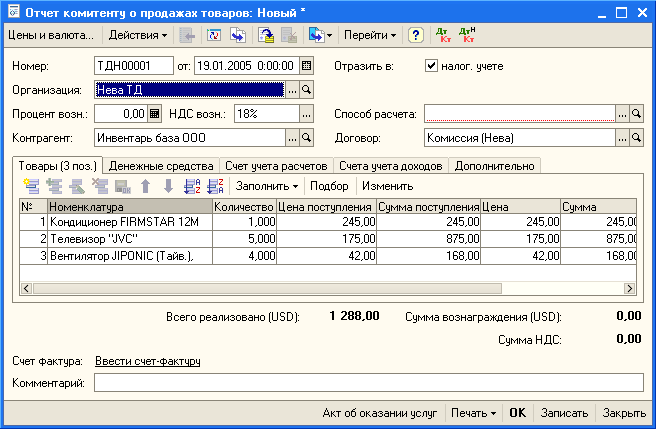 Отчет комитенту о продажах товаров: Новый *
Цены и валюта... Действия Перейти ? Дт Кт Дт Н Кт
Номер: ТДН00001 от: 19.01.2005 0:00:00 Отразить в: налог. учете
Организация: Нева ТД ...
Процент возн.: 0,00 НДС возн.: 18% ... Способ расчета: ...
Контрагент: Инвентарь база ООО ... Договор: Комиссия (Нева) ...
Товары (3 поз.) Денежные средства Счет учета расчетов Счета учета доходов Дополнительно
Заполнить Подбор Изменить
№ Номенклатура Количество Цена поступления Сумма поступления Цена Сумма
1 Кондиционер FIRMSTAR 12М 1,000 245,00 245,00 245,00 245,00
2 Телевизор "JVC" 5,000 175,00 875,00 175,00 875,00
3 Вентилятор JIPONIC (Тайв.), 4,000 42,00 168,00 42,00 168,00
Всего реализовано (USD): 1 288,00 Сумма вознаграждения (USD): 0,00
Сумма НДС: 0,00
Счет фактура: Ввести счет-фактуру
Комментарий:
Акт об оказании услуг Печать OK Записать Закрыть